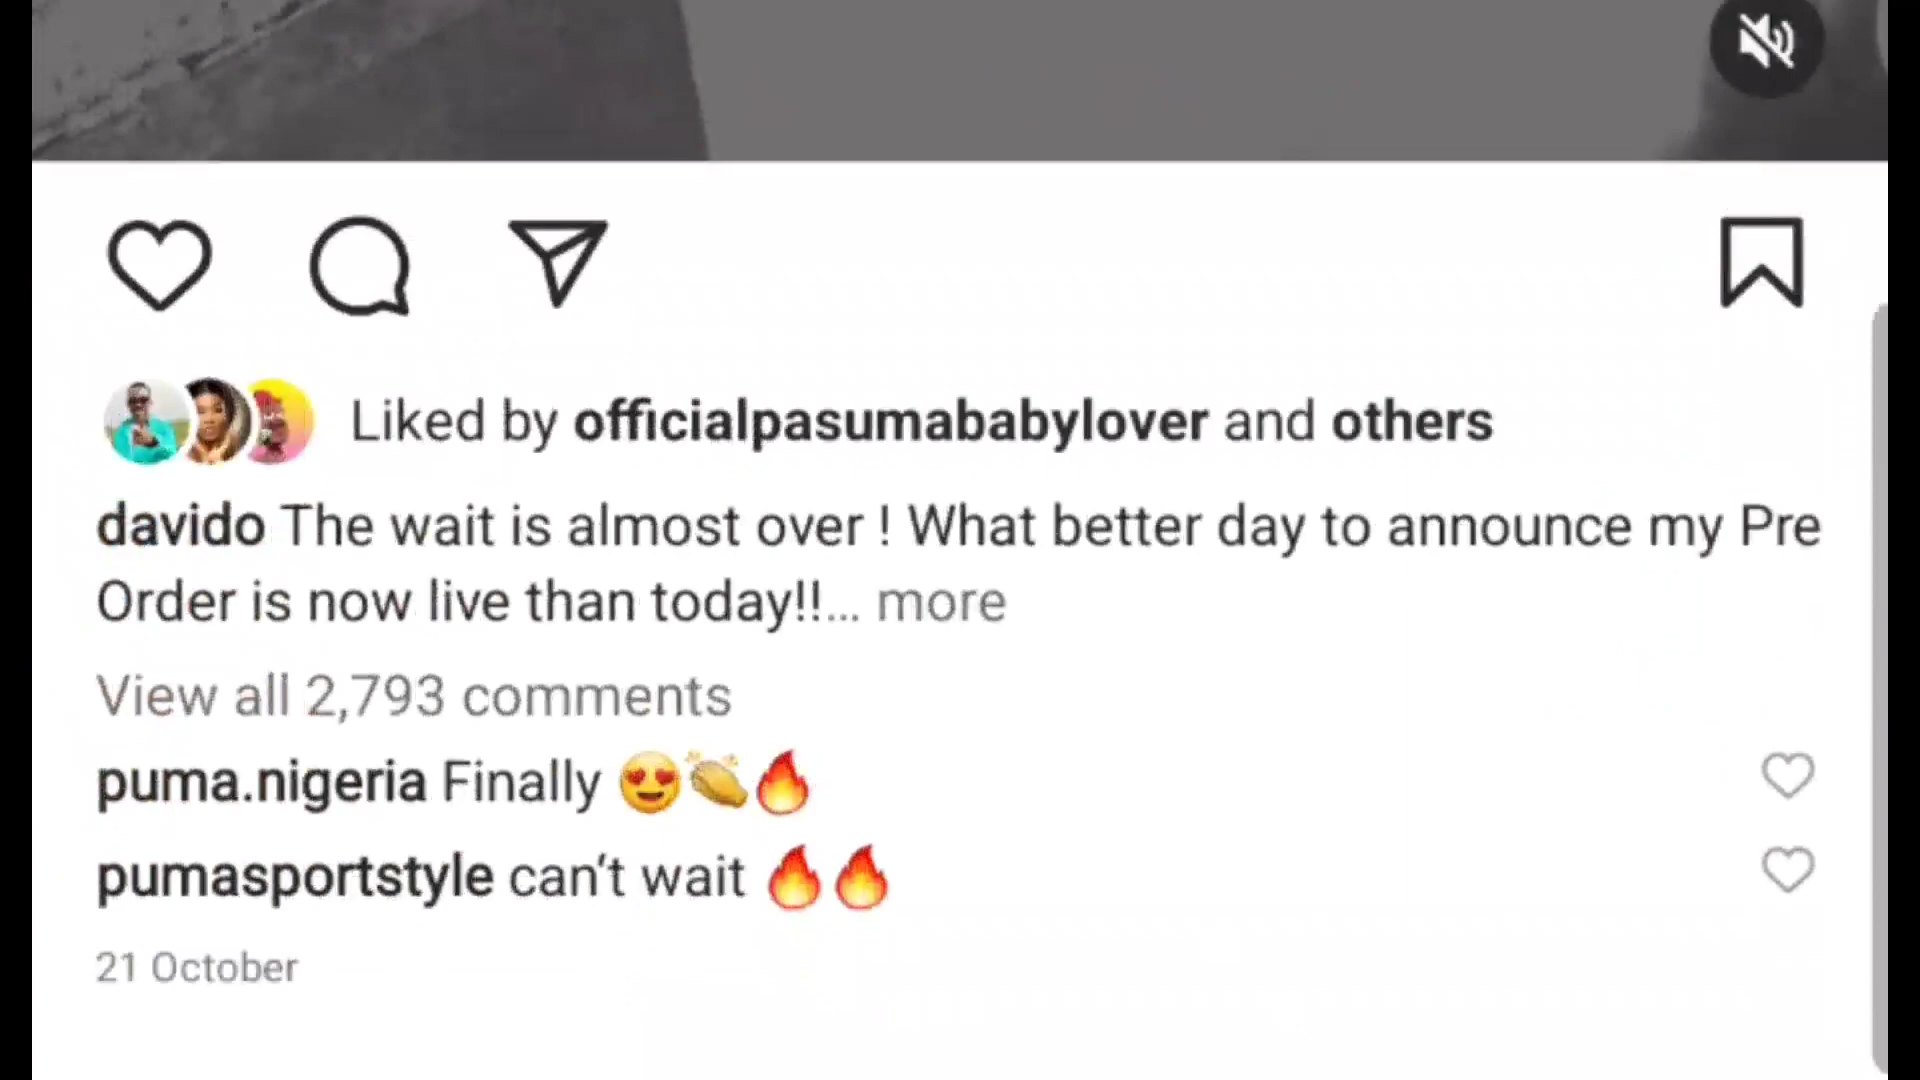 Liked by officialpasumababylover and others
davido The wait is almost over ! What better day to announce my Pre
Order is now live than today!!... more
View all 2,793 comments
puma.nigeria Finally 😍👏🔥
pumasportstyle can't wait 🔥🔥
21 October